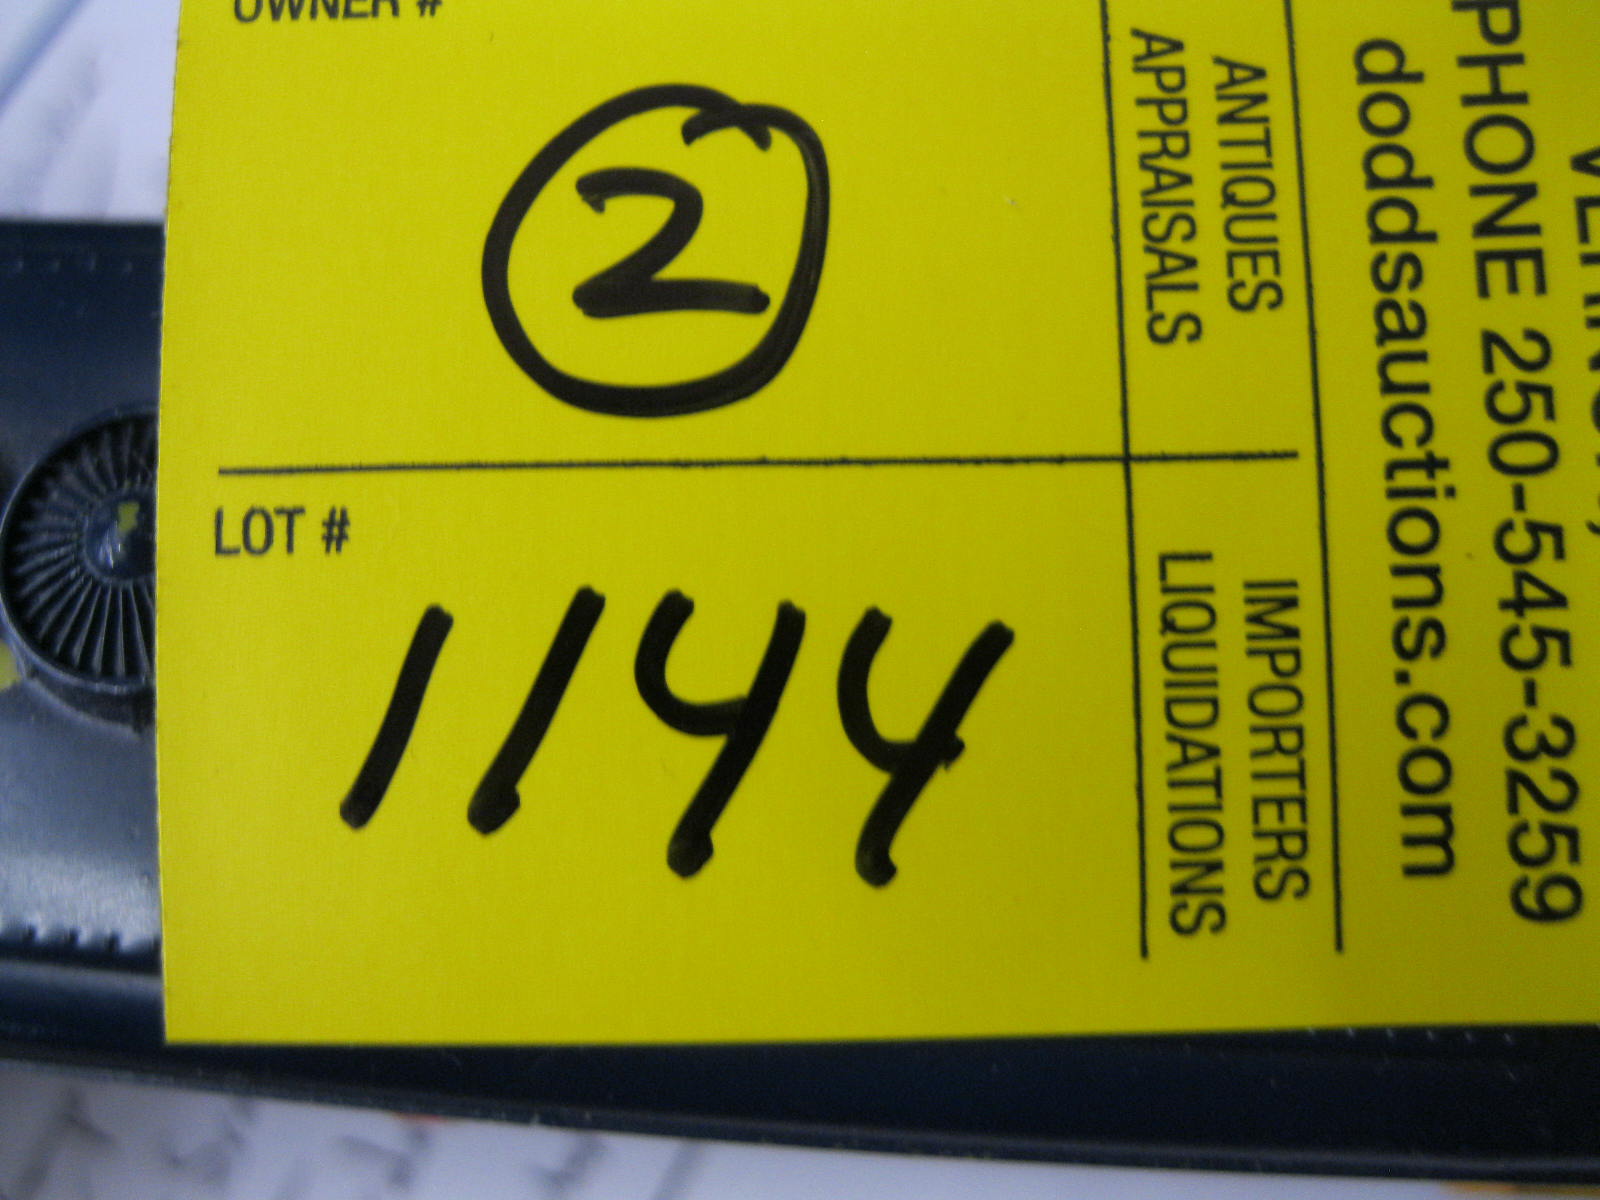 OWNER #
2
LOT #
1144
ANTIQUES
APPRAISALS
IMPORTERS
LIQUIDATIONS
PHONE 250-545-3259
doddsauctions.com